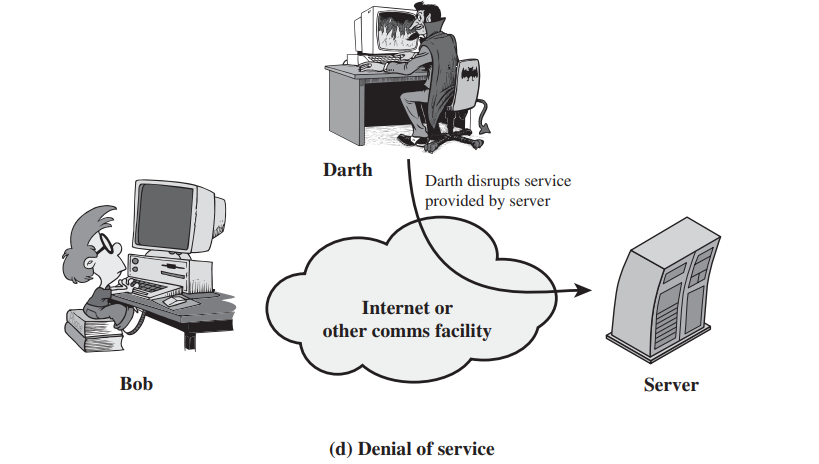 Darth
Darth disrupts service
provided by server
Internet or
other comms facility
Bob
Server
(d) Denial of service